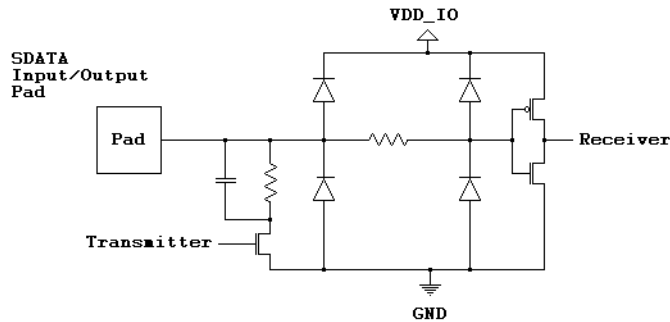 VDD_IO
SDATA
Input/Output
Pad
Pad
Receiver
Transmitter
GND